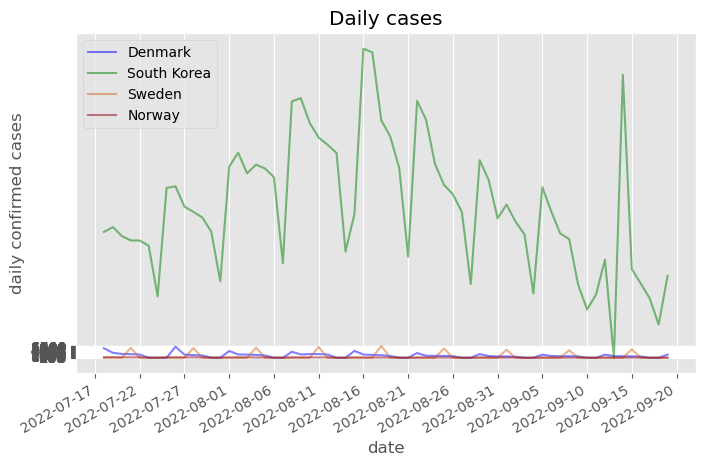 Daily cases
Denmark
South Korea
Sweden
Norway
daily confirmed cases
2022-07-17
2022-07-22
2022-07-27
2022-08-01
2022-08-06
2022-08-11
2022-08-16
2022-08-21
2022-08-26
2022-08-31
2022-09-05
2022-09-10
2022-09-15
2022-09-20
date